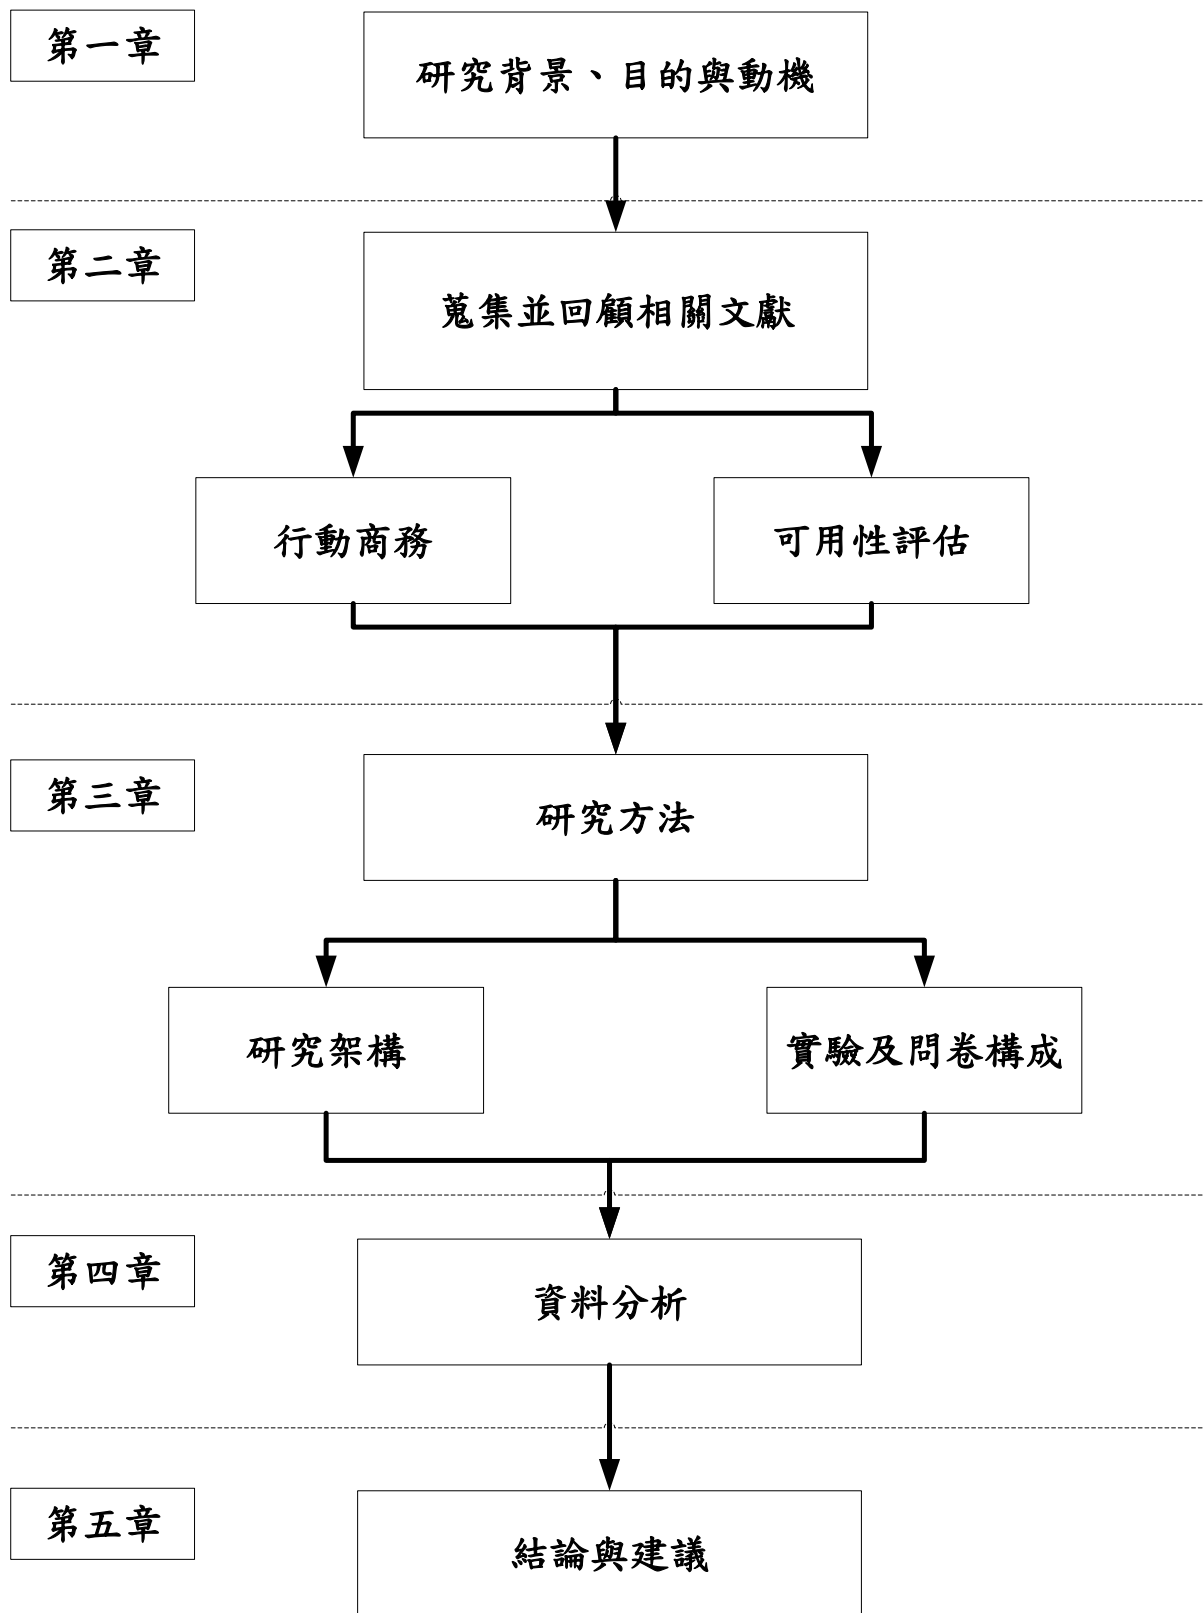 第一章
研究背景、目的與動機
第二章
蒐集並回顧相關文獻
行動商務
可用性評估
第三章
研究方法
研究架構
實驗及問卷構成
第四章
資料分析
第五章
結論與建議